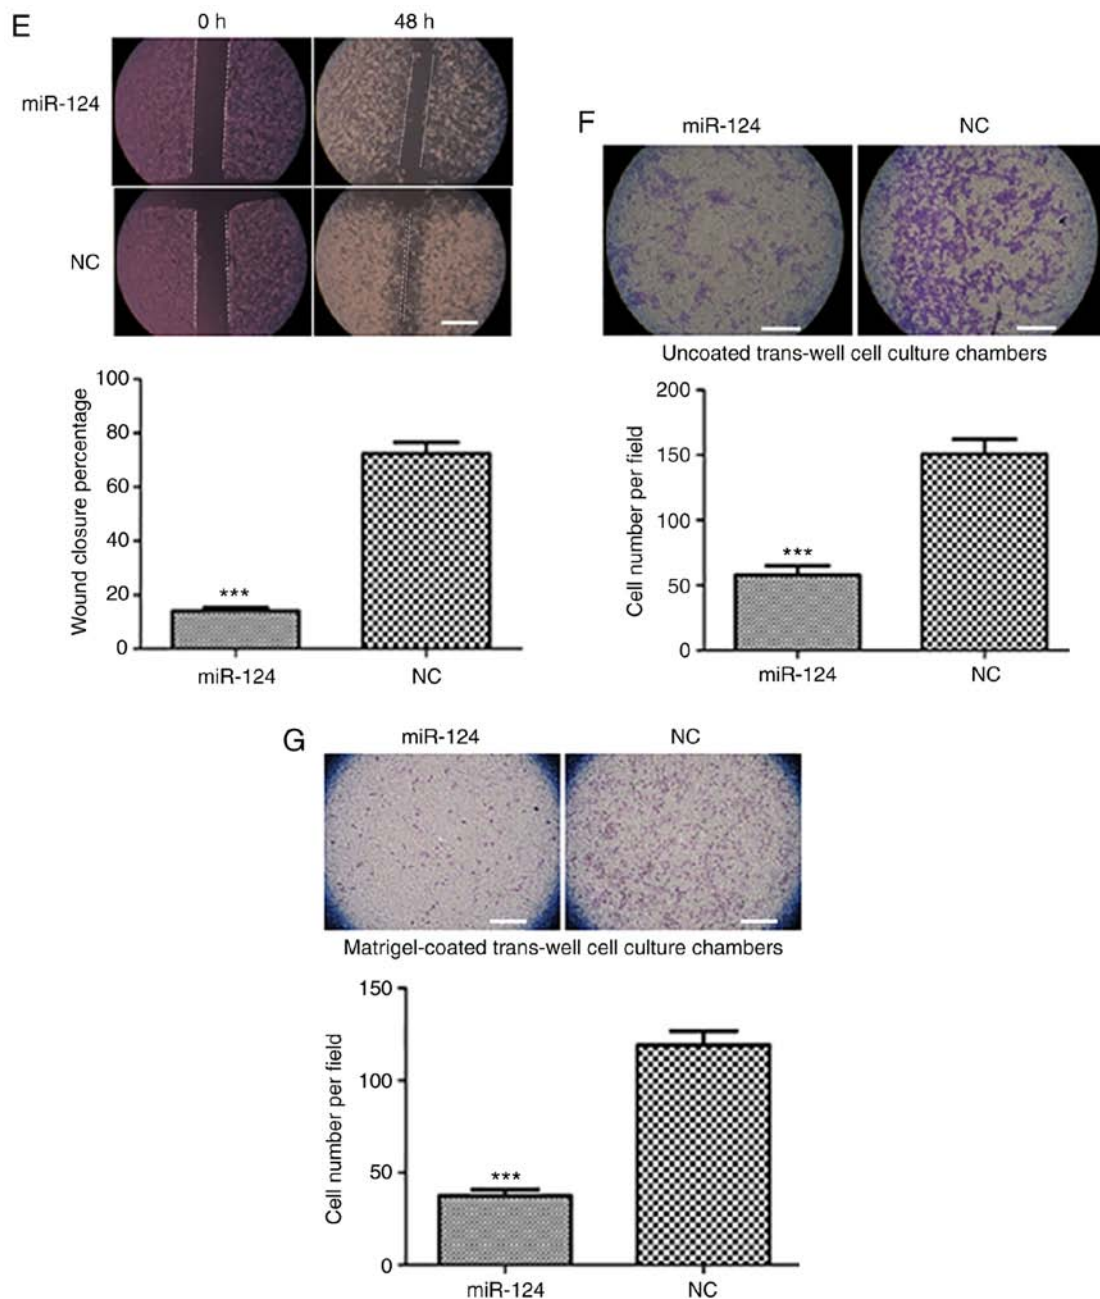 E
0 h 48 h
miR-124
NC
Wound closure percentage
100
80
60
40
20
0
***
miR-124 NC
F
miR-124 NC
Uncoated trans-well cell culture chambers
Cell number per field
200
150
100
50
0
***
miR-124 NC
G
miR-124 NC
Matrigel-coated trans-well cell culture chambers
Cell number per field
150
100
50
0
***
miR-124 NC